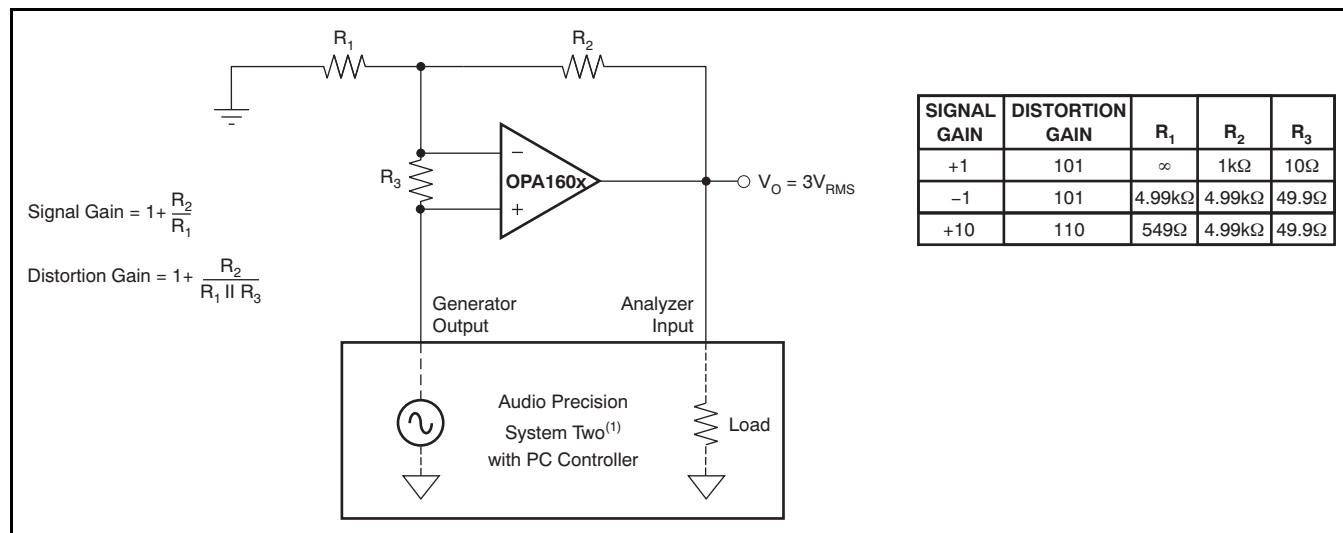 R1
R2
SIGNAL GAIN DISTORTION GAIN R1 R2 R3
+1 101 ∞ 1kΩ 10Ω
−1 101 4.99kΩ 4.99kΩ 49.9Ω
+10 110 549Ω 4.99kΩ 49.9Ω
R3
−
OPA160x
+
VO = 3VRMS
Signal Gain = 1+ R2/R1
Distortion Gain = 1+ R2/(R1 II R3)
Generator Output
Analyzer Input
Audio Precision
System Two(1)
with PC Controller
Load